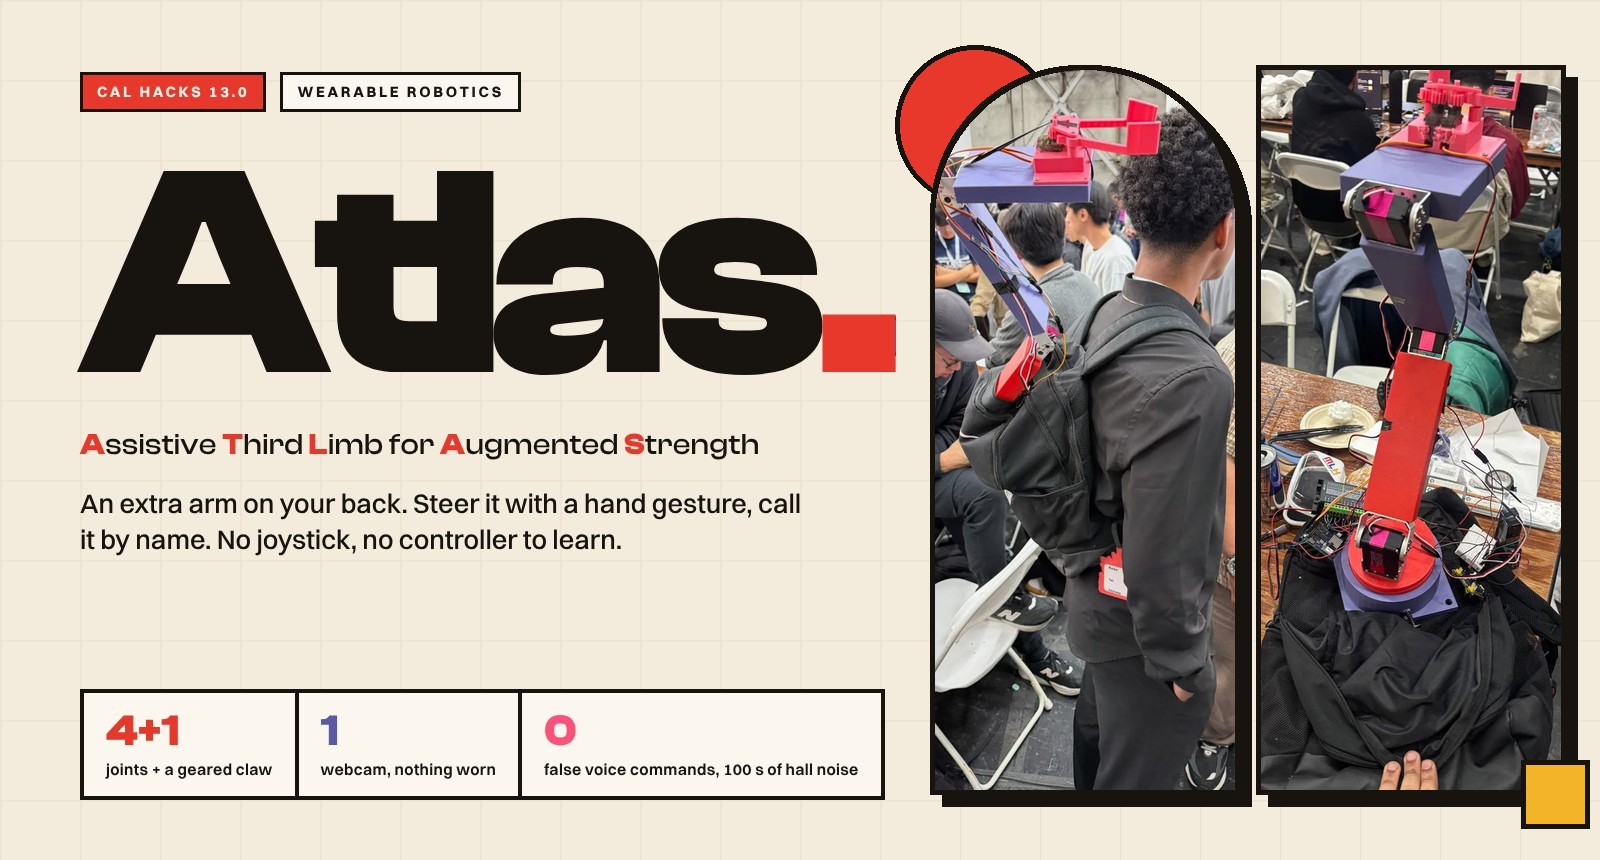 CAL HACKS 13.0
WEARABLE ROBOTICS
Atlas.
Assistive Third Limb for Augmented Strength
An extra arm on your back. Steer it with a hand gesture, call
it by name. No joystick, no controller to learn.
4+1
joints + a geared claw
1
webcam, nothing worn
0
false voice commands, 100 s of hall noise
MLH
N